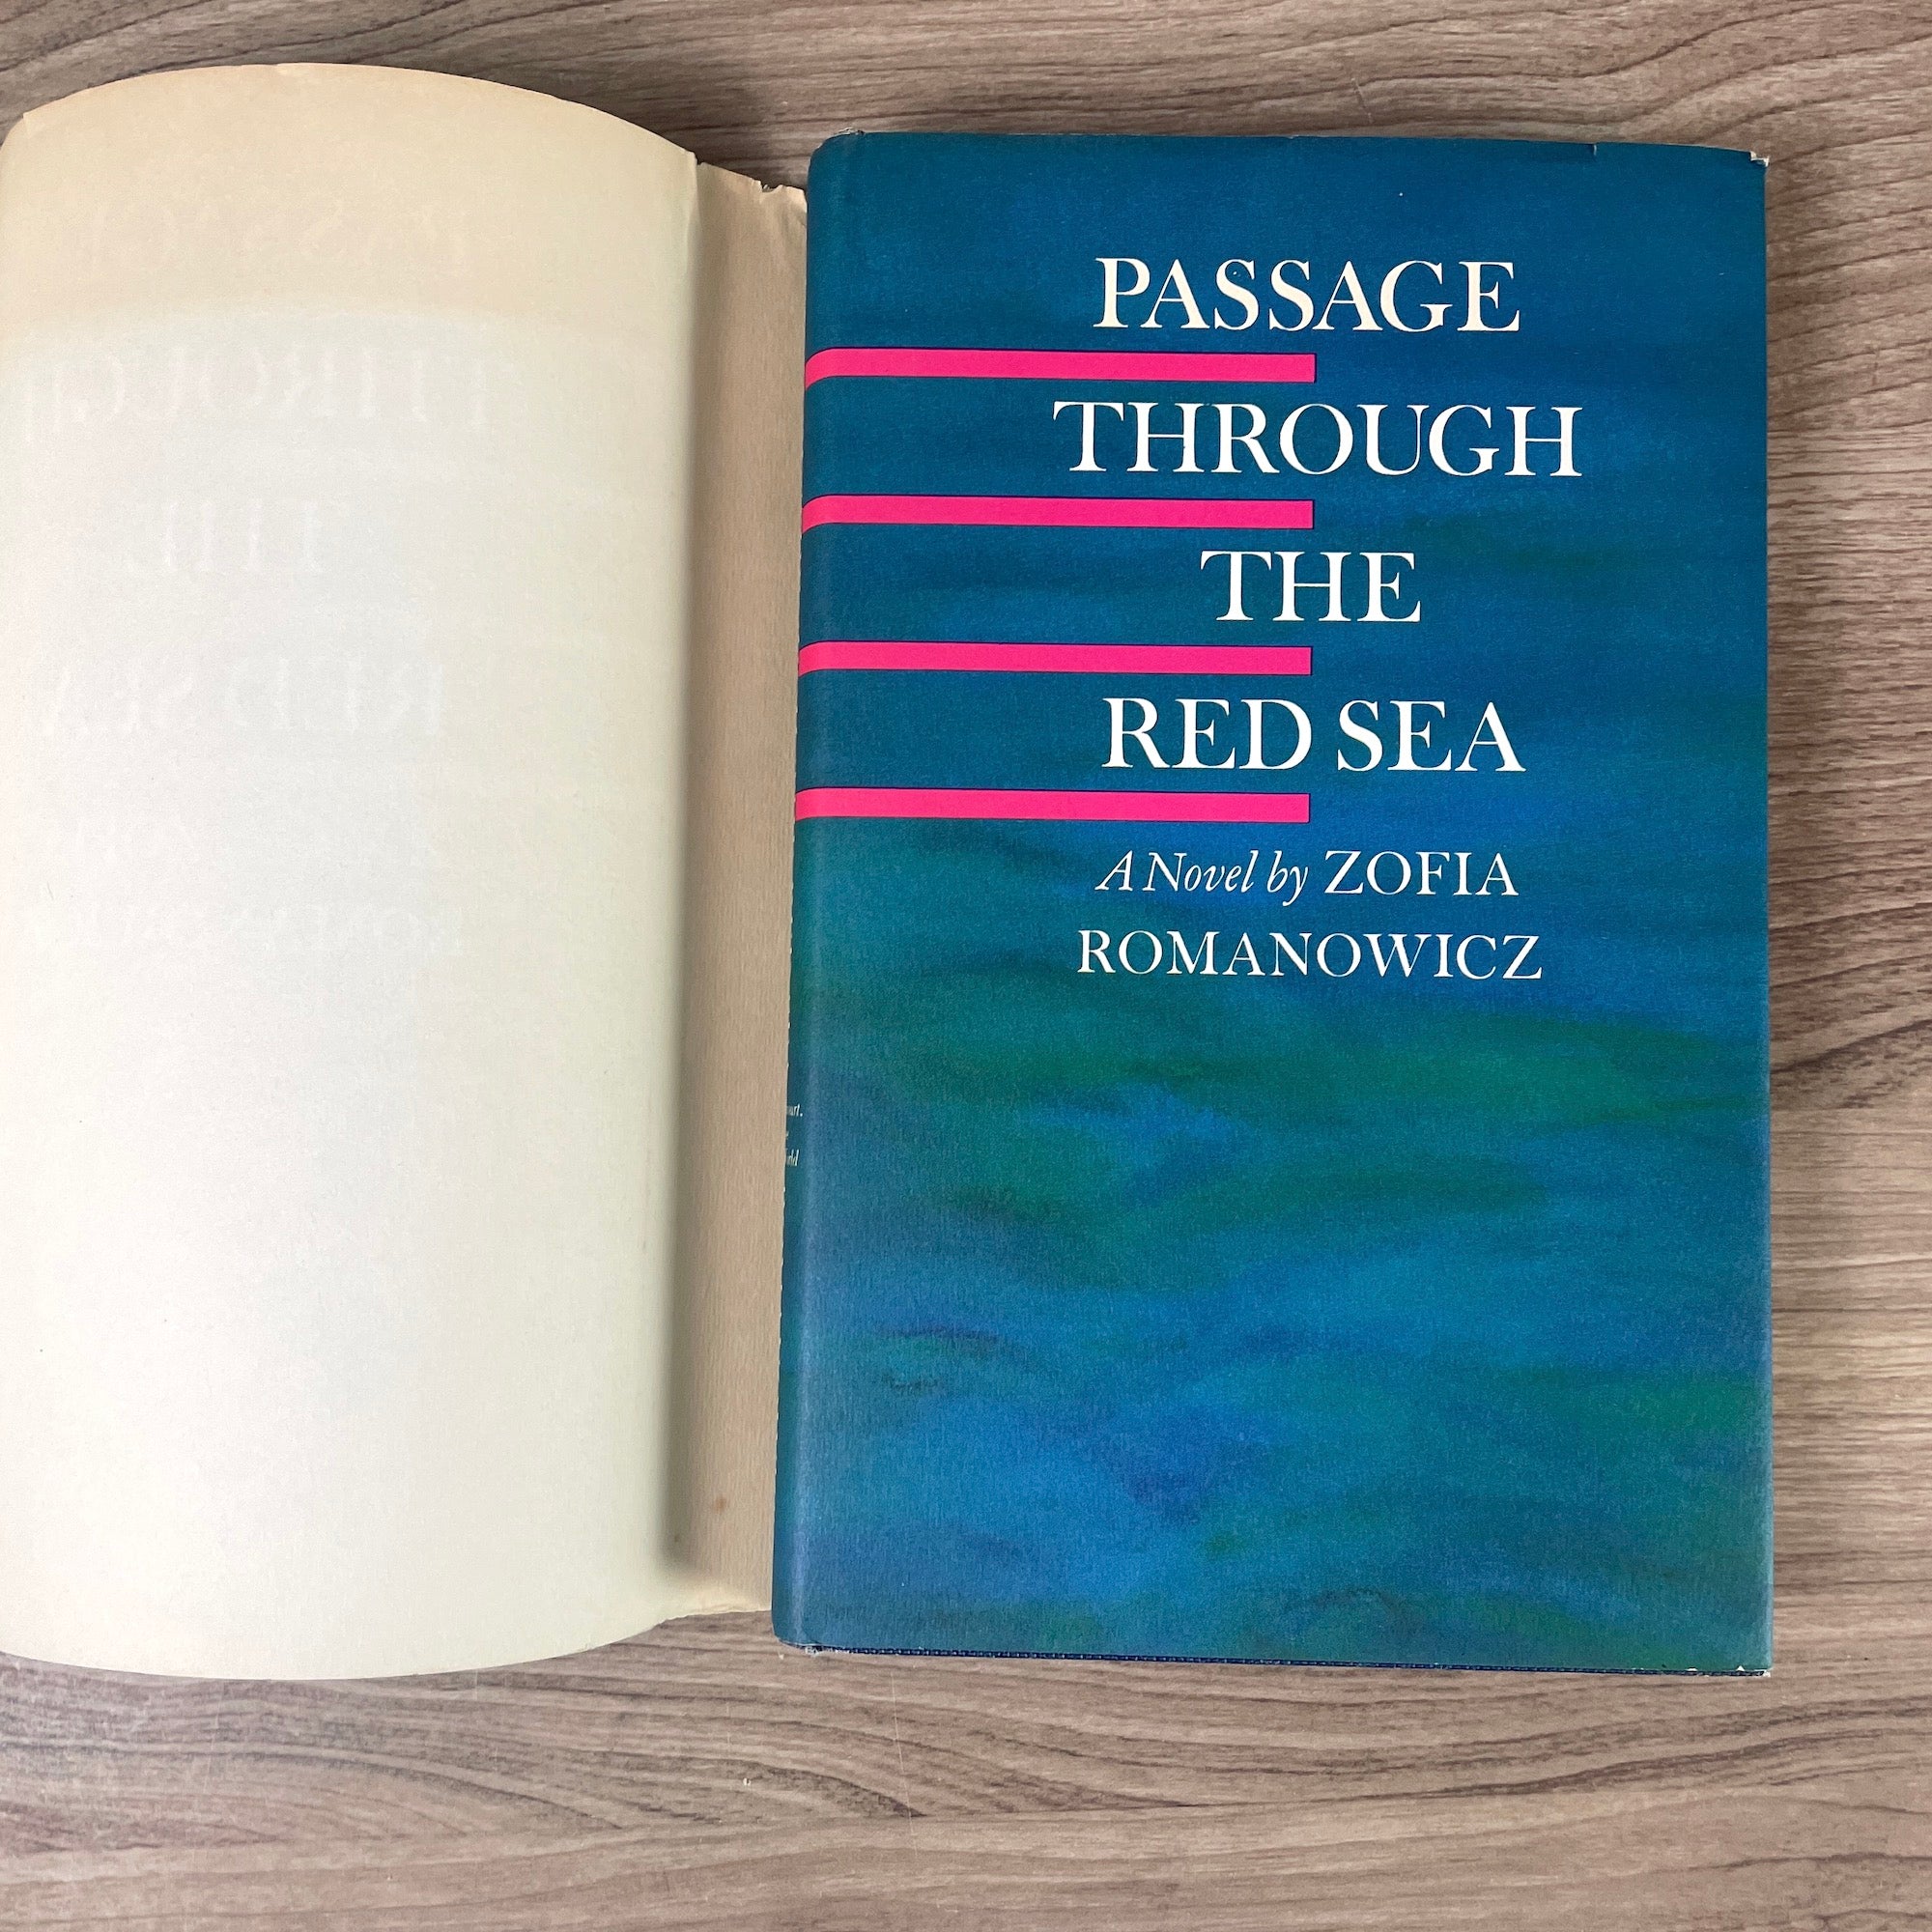 PASSAGE
THROUGH
THE
RED SEA
A Novel by ZOFIA
ROMANOWICZ